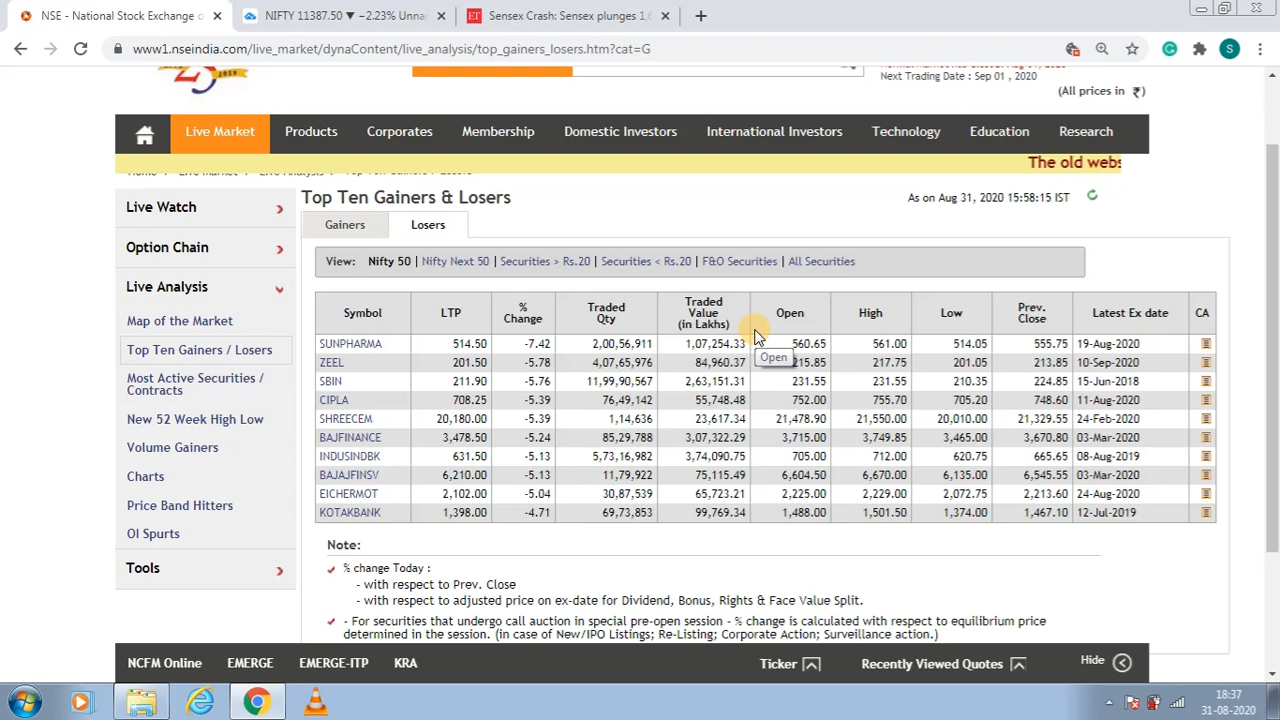 NSE - National Stock Exchange o
NIFTY 11387.50 ▼ −2.23% Unna
ET Sensex Crash: Sensex plunges 1,
www1.nseindia.com/live_market/dynaContent/live_analysis/top_gainers_losers.htm?cat=G
S
2019
Next Trading Date : Sep 01 , 2020
(All prices in ₹)
Live Market Products Corporates Membership Domestic Investors International Investors Technology Education Research
The old webs
Top Ten Gainers & Losers
As on Aug 31, 2020 15:58:15 IST
Gainers Losers
View: Nifty 50 | Nifty Next 50 | Securities > Rs.20 | Securities < Rs.20 | F&O Securities | All Securities
Live Watch
Option Chain
Live Analysis
Map of the Market
Top Ten Gainers / Losers
Most Active Securities /
Contracts
New 52 Week High Low
Volume Gainers
Charts
Price Band Hitters
OI Spurts
Tools
Symbol LTP % Change Traded Qty Traded Value (in Lakhs) Open High Low Prev. Close Latest Ex date CA
SUNPHARMA 514.50 -7.42 2,00,56,911 1,07,254.33 560.65 561.00 514.05 555.75 19-Aug-2020
Open
ZEEL 201.50 -5.78 4,07,65,976 84,960.37 215.85 217.75 201.05 213.85 10-Sep-2020
SBIN 211.90 -5.76 11,99,90,567 2,63,151.31 231.55 231.55 210.35 224.85 15-Jun-2018
CIPLA 708.25 -5.39 76,49,142 55,748.48 752.00 755.70 705.20 748.60 11-Aug-2020
SHREECEM 20,180.00 -5.39 1,14,636 23,617.34 21,478.90 21,550.00 20,010.00 21,329.55 24-Feb-2020
BAJFINANCE 3,478.50 -5.24 85,29,788 3,07,322.29 3,715.00 3,749.85 3,465.00 3,670.80 03-Mar-2020
INDUSINDBK 631.50 -5.13 5,73,16,982 3,74,090.75 705.00 712.00 620.75 665.65 08-Aug-2019
BAJAJFINSV 6,210.00 -5.13 11,79,922 75,115.49 6,604.50 6,670.00 6,135.00 6,545.55 03-Mar-2020
EICHERMOT 2,102.00 -5.04 30,87,539 65,723.21 2,225.00 2,229.00 2,072.75 2,213.60 24-Aug-2020
KOTAKBANK 1,398.00 -4.71 69,73,853 99,769.34 1,488.00 1,501.50 1,374.00 1,467.10 12-Jul-2019
Note:
% change Today :
- with respect to Prev. Close
- with respect to adjusted price on ex-date for Dividend, Bonus, Rights & Face Value Split.
- For securities that undergo call auction in special pre-open session - % change is calculated with respect to equilibrium price
determined in the session. (in case of New/IPO Listings; Re-Listing; Corporate Action; Surveillance action.)
NCFM Online EMERGE EMERGE-ITP KRA Ticker Recently Viewed Quotes Hide
18:37
31-08-2020